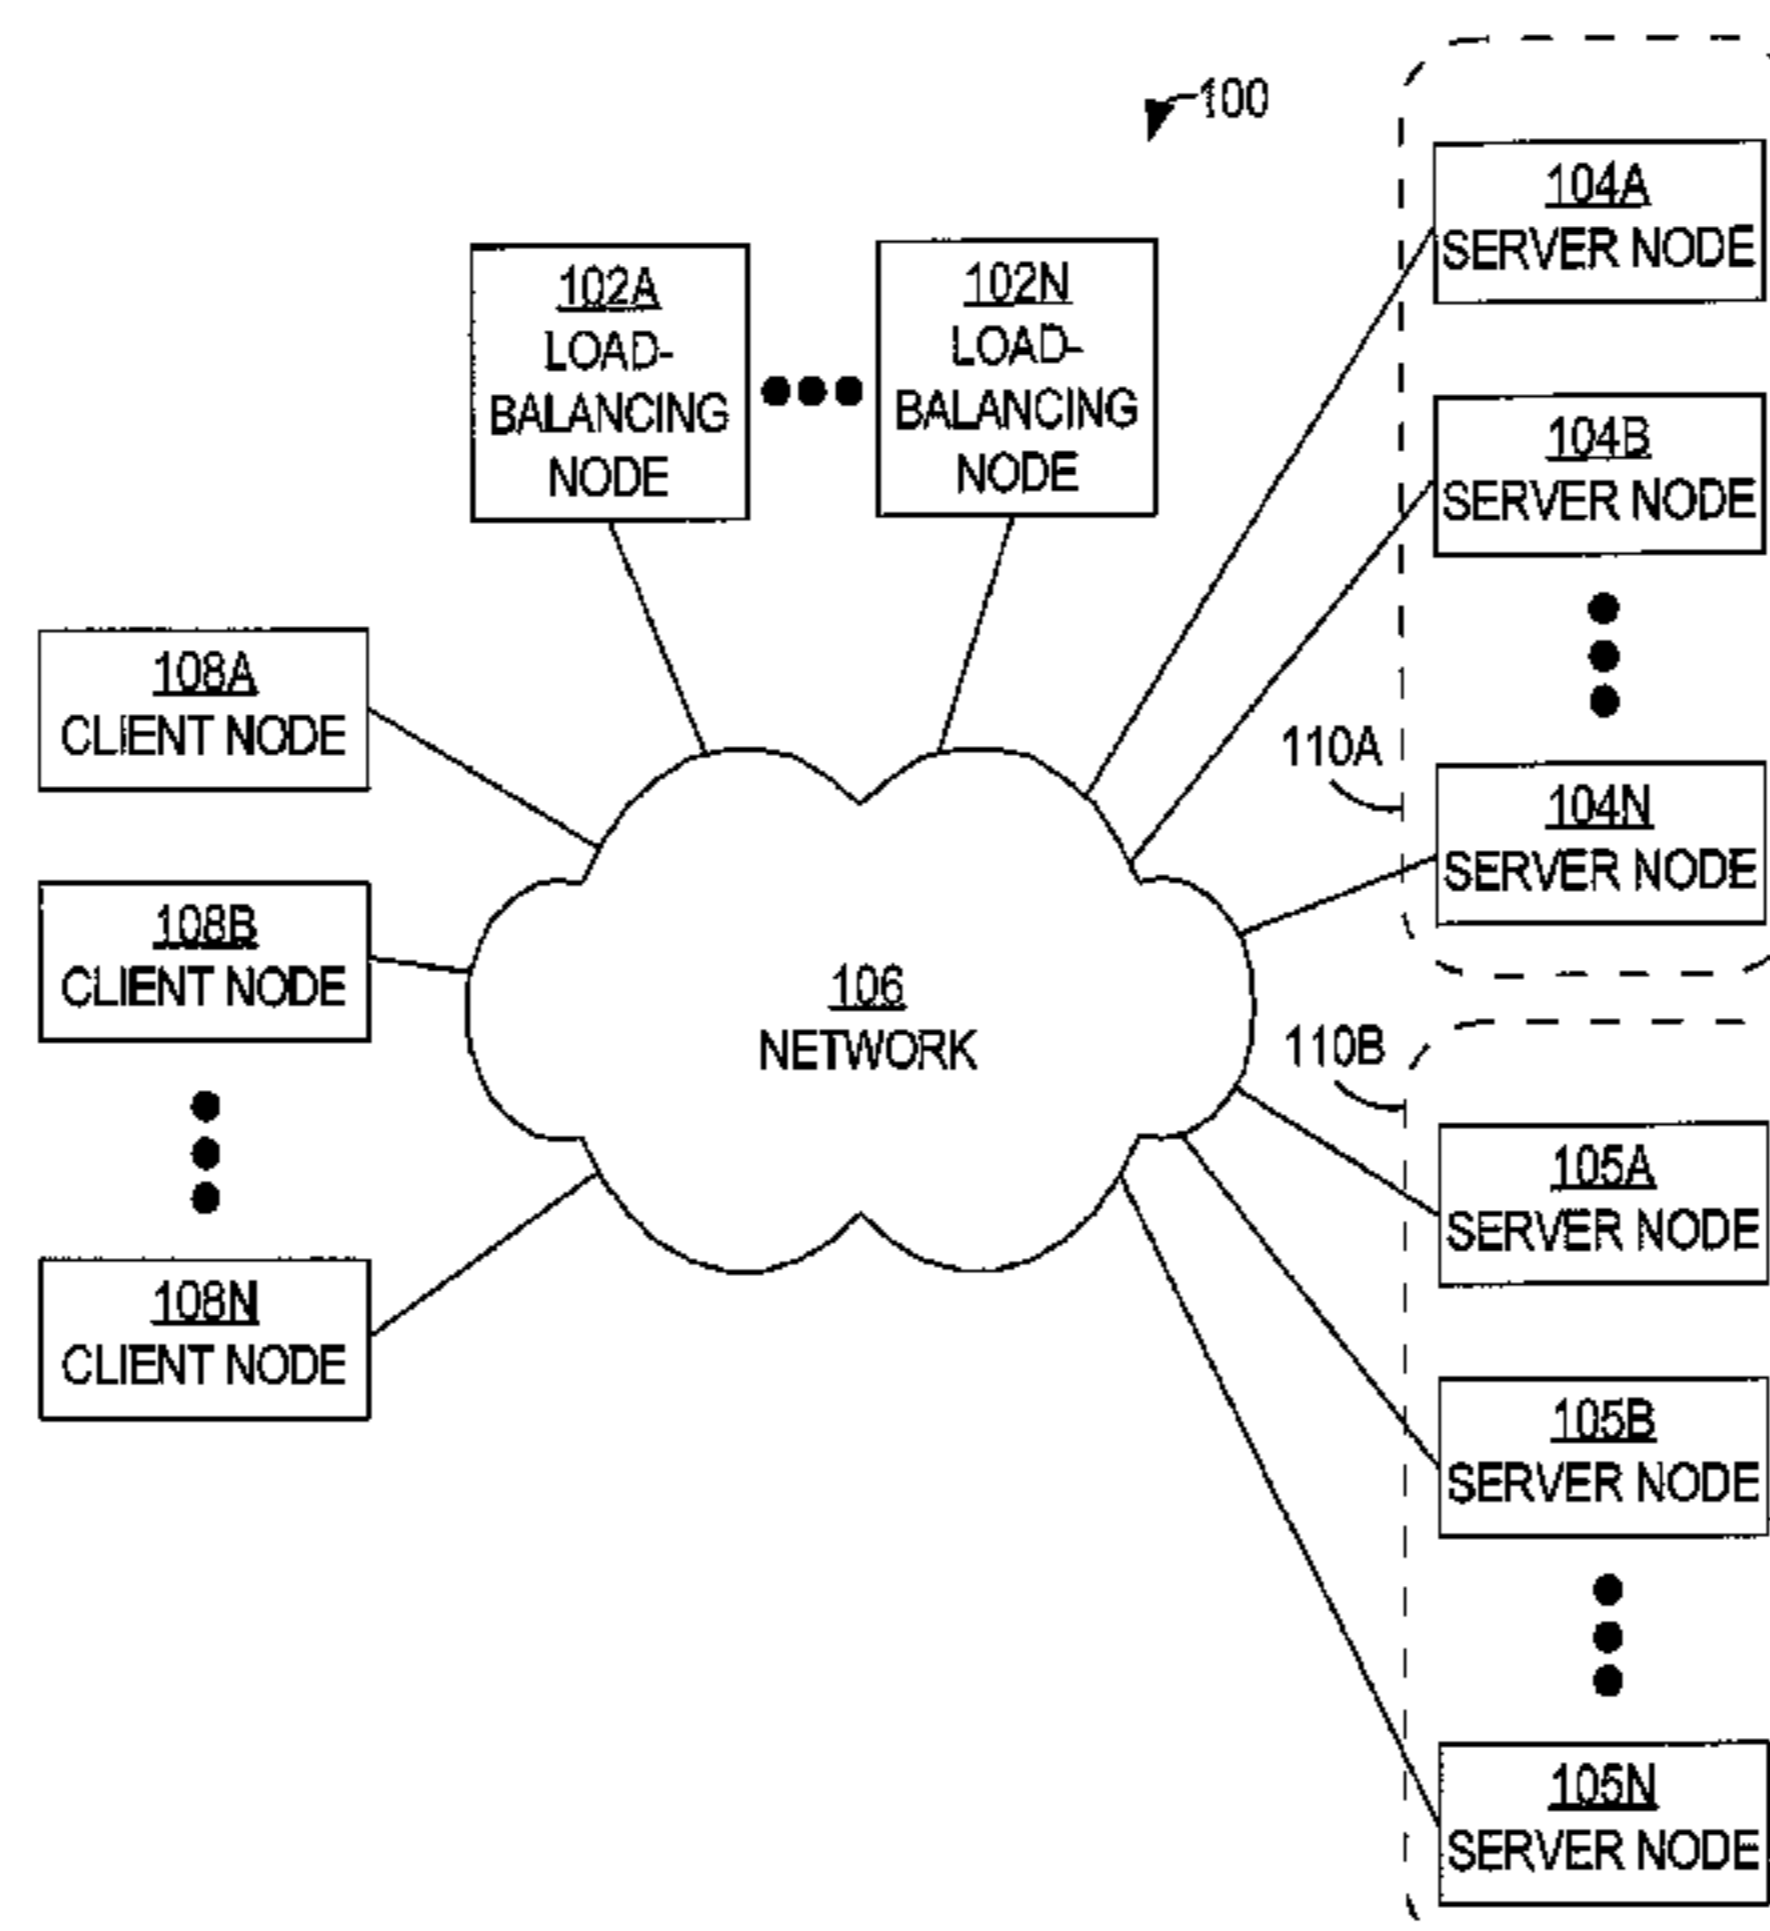 100
104A
SERVER NODE
102A
LOAD-
BALANCING
NODE
102N
LOAD-
BALANCING
NODE
104B
SERVER NODE
108A
CLIENT NODE
110A
104N
SERVER NODE
108B
CLIENT NODE
106
NETWORK
110B
105A
SERVER NODE
108N
CLIENT NODE
105B
SERVER NODE
105N
SERVER NODE